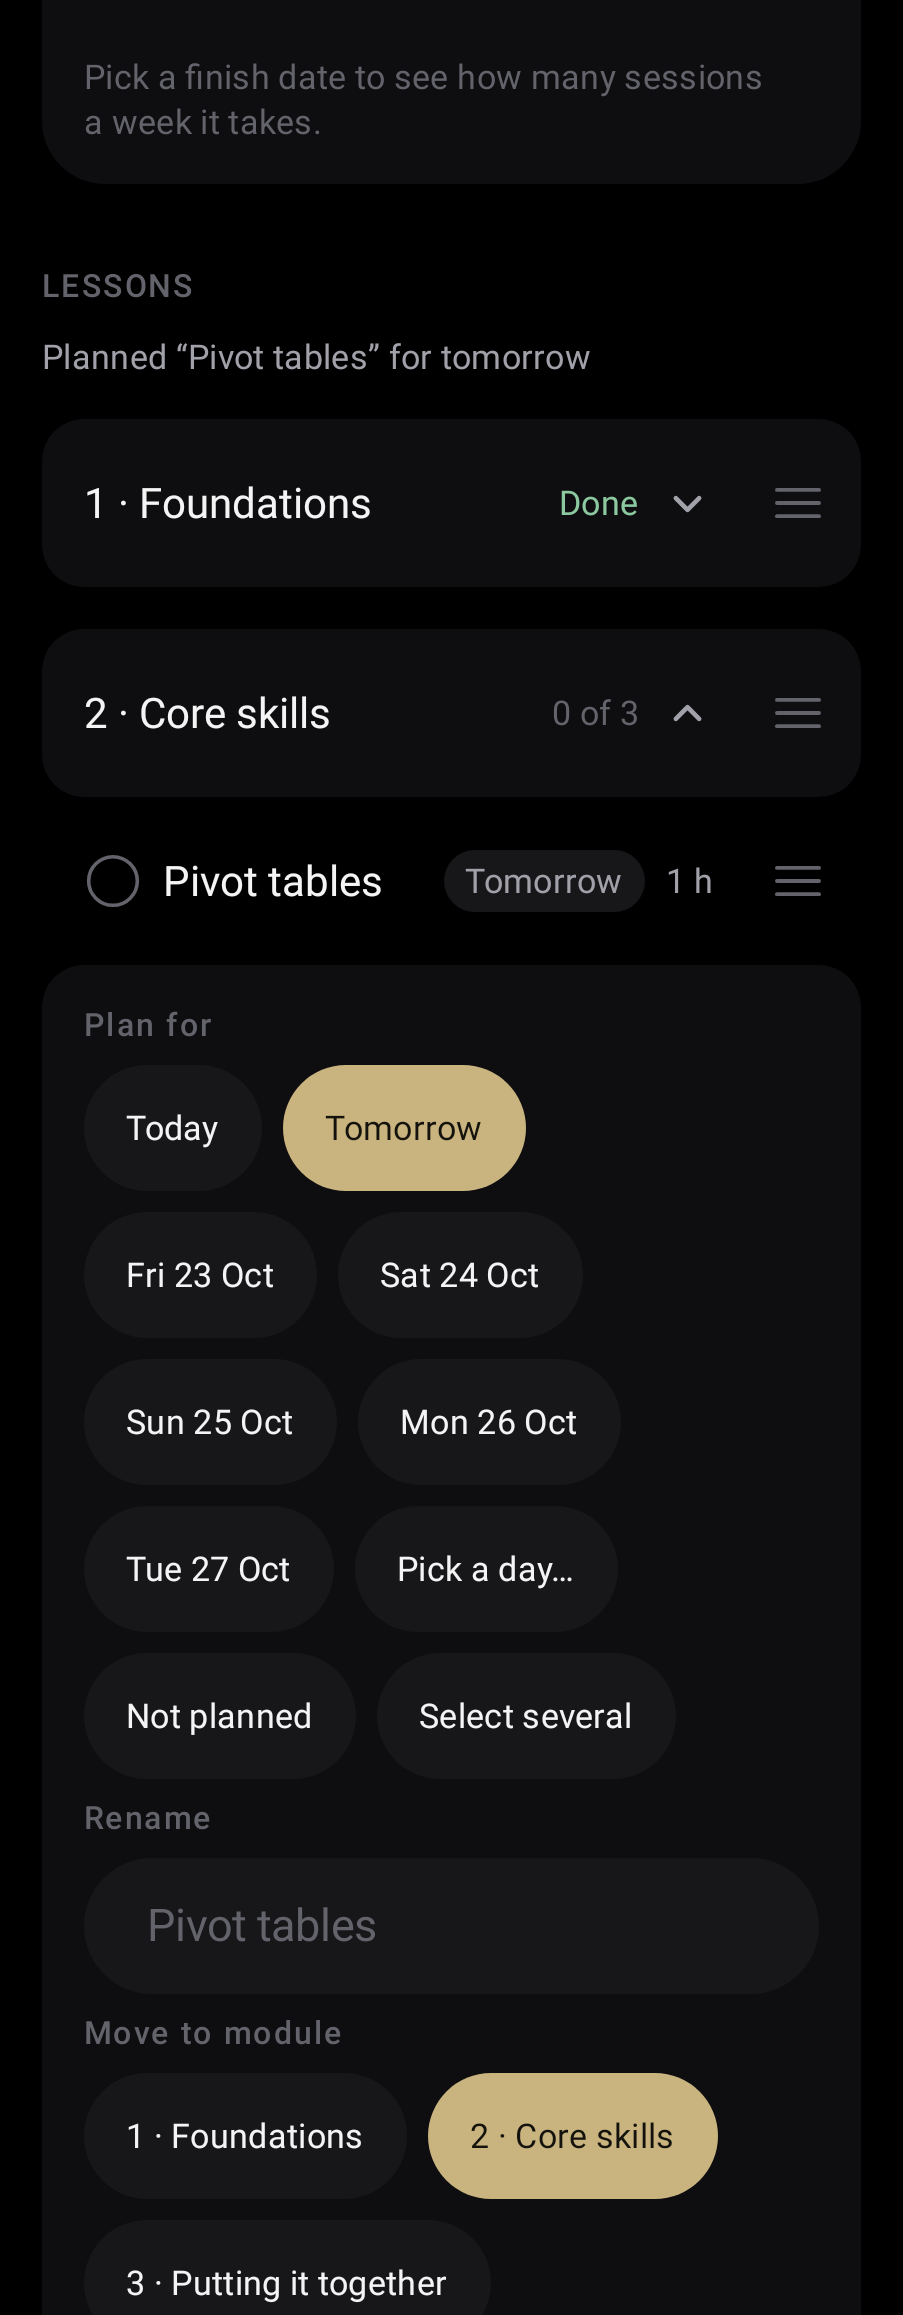 Pick a finish date to see how many sessions
a week it takes.
LESSONS
Planned “Pivot tables” for tomorrow
1 · Foundations Done
2 · Core skills 0 of 3
Pivot tables Tomorrow 1 h
Plan for
Today Tomorrow
Fri 23 Oct Sat 24 Oct
Sun 25 Oct Mon 26 Oct
Tue 27 Oct Pick a day…
Not planned Select several
Rename
Pivot tables
Move to module
1 · Foundations 2 · Core skills
3 · Putting it together